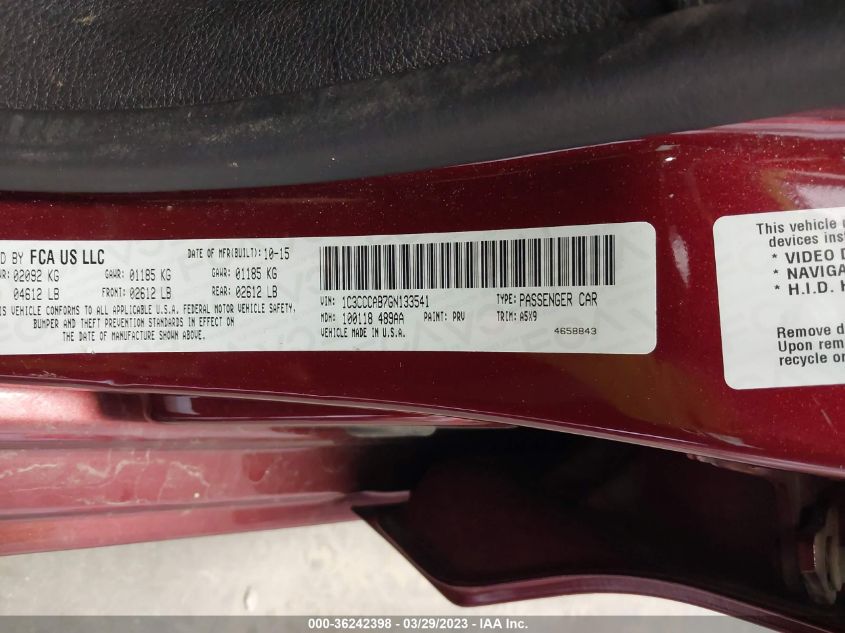 D BY FCA US LLC
DATE OF MFR(BUILT): 10-15
WR: 02092 KG
GAWR: 01185 KG
GAWR: 01185 KG
04612 LB
FRONT: 02612 LB
REAR: 02612 LB
IS VEHICLE CONFORMS TO ALL APPLICABLE U.S.A. FEDERAL MOTOR VEHICLE SAFETY,
BUMPER AND THEFT PREVENTION STANDARDS IN EFFECT ON
THE DATE OF MANUFACTURE SHOWN ABOVE.
VIN: 1C3CCCAB7GN133541
TYPE: PASSENGER CAR
MDH: 100118 489AA
PAINT: PRV
TRIM: A5X9
VEHICLE MADE IN U.S.A.
4658843
This vehicle
devices inst
* VIDEO D
* NAVIGA
* H.I.D. H
Remove d
Upon rem
recycle or
000-36242398 - 03/29/2023 - IAA Inc.